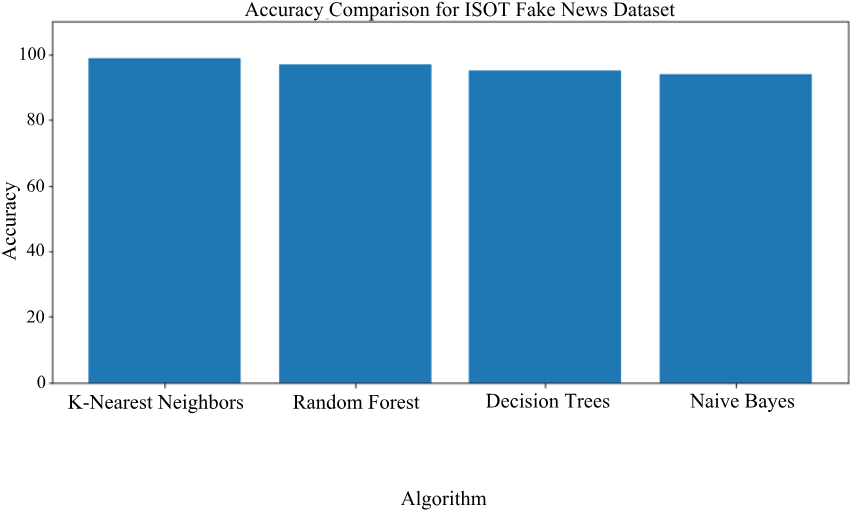 Accuracy Comparison for ISOT Fake News Dataset
100
80
60
40
20
0
Accuracy
K-Nearest Neighbors Random Forest Decision Trees Naive Bayes
Algorithm